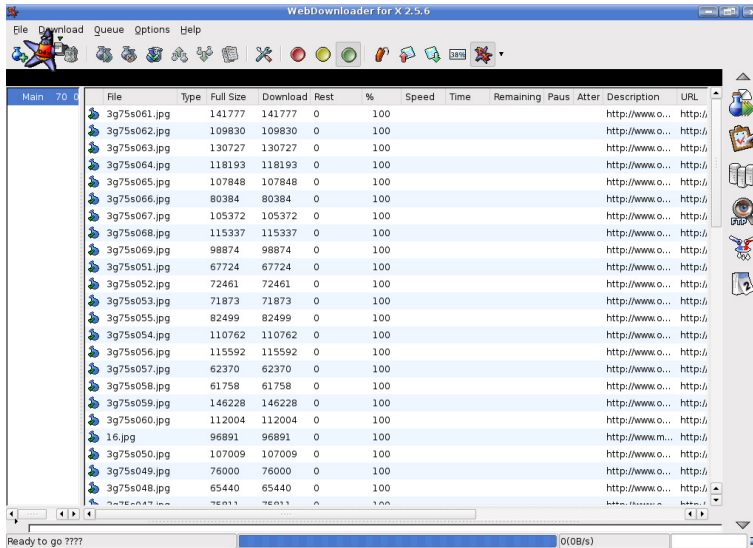 WebDownloader for X 2.5.6
File Download Queue Options Help
38%
Main 70 0
File Type Full Size Download Rest % Speed Time Remaining Paus Atter Description URL
3g75s061.jpg 141777 141777 0 100 http://www.o... http://
3g75s062.jpg 109830 109830 0 100 http://www.o... http://
3g75s063.jpg 130727 130727 0 100 http://www.o... http://
3g75s064.jpg 118193 118193 0 100 http://www.o... http://
3g75s065.jpg 107848 107848 0 100 http://www.o... http://
3g75s066.jpg 80384 80384 0 100 http://www.o... http://
3g75s067.jpg 105372 105372 0 100 http://www.o... http://
3g75s068.jpg 115337 115337 0 100 http://www.o... http://
3g75s069.jpg 98874 98874 0 100 http://www.o... http://
3g75s051.jpg 67724 67724 0 100 http://www.o... http://
3g75s052.jpg 72461 72461 0 100 http://www.o... http://
3g75s053.jpg 71873 71873 0 100 http://www.o... http://
3g75s055.jpg 82499 82499 0 100 http://www.o... http://
3g75s054.jpg 110762 110762 0 100 http://www.o... http://
3g75s056.jpg 115592 115592 0 100 http://www.o... http://
3g75s057.jpg 62370 62370 0 100 http://www.o... http://
3g75s058.jpg 61758 61758 0 100 http://www.o... http://
3g75s059.jpg 146228 146228 0 100 http://www.o... http://
3g75s060.jpg 112004 112004 0 100 http://www.o... http://
16.jpg 96891 96891 0 100 http://www.m... http://
3g75s050.jpg 107009 107009 0 100 http://www.o... http://
3g75s049.jpg 76000 76000 0 100 http://www.o... http://
3g75s048.jpg 65440 65440 0 100 http://www.o... http://
FTP
2
Ready to go ???? 0(0B/s)